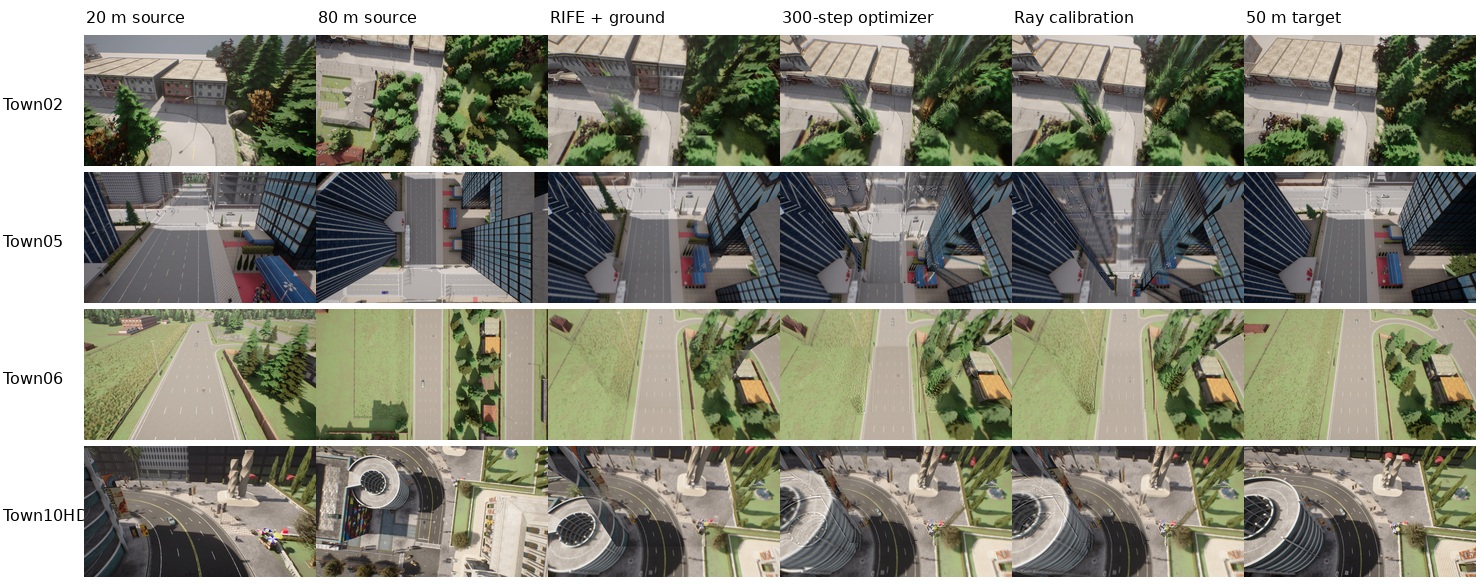 20 m source 80 m source RIFE + ground 300-step optimizer Ray calibration 50 m target
Town02
Town05
Town06
Town10HD